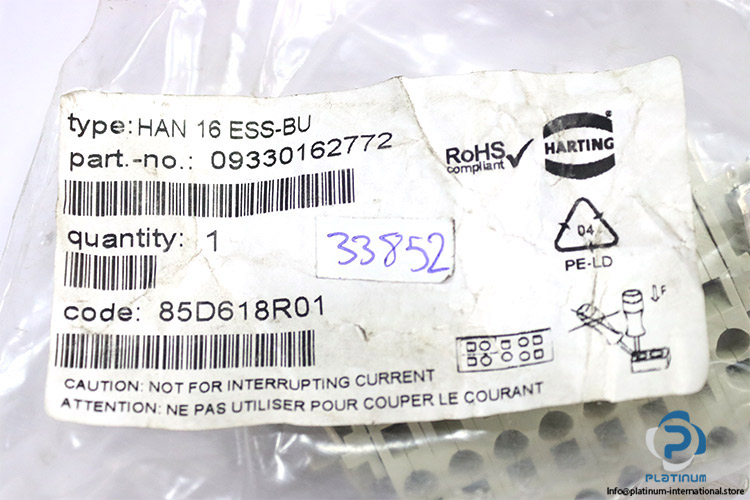 type: HAN 16 ESS-BU
part.-no.: 09330162772
RoHS
compliant
HARTING
quantity: 1
33852
04
PE-LD
code: 85D618R01
F
CAUTION: NOT FOR INTERRUPTING CURRENT
ATTENTION: NE PAS UTILISER POUR COUPER LE COURANT
PLATINUM
info@platinum-international.store